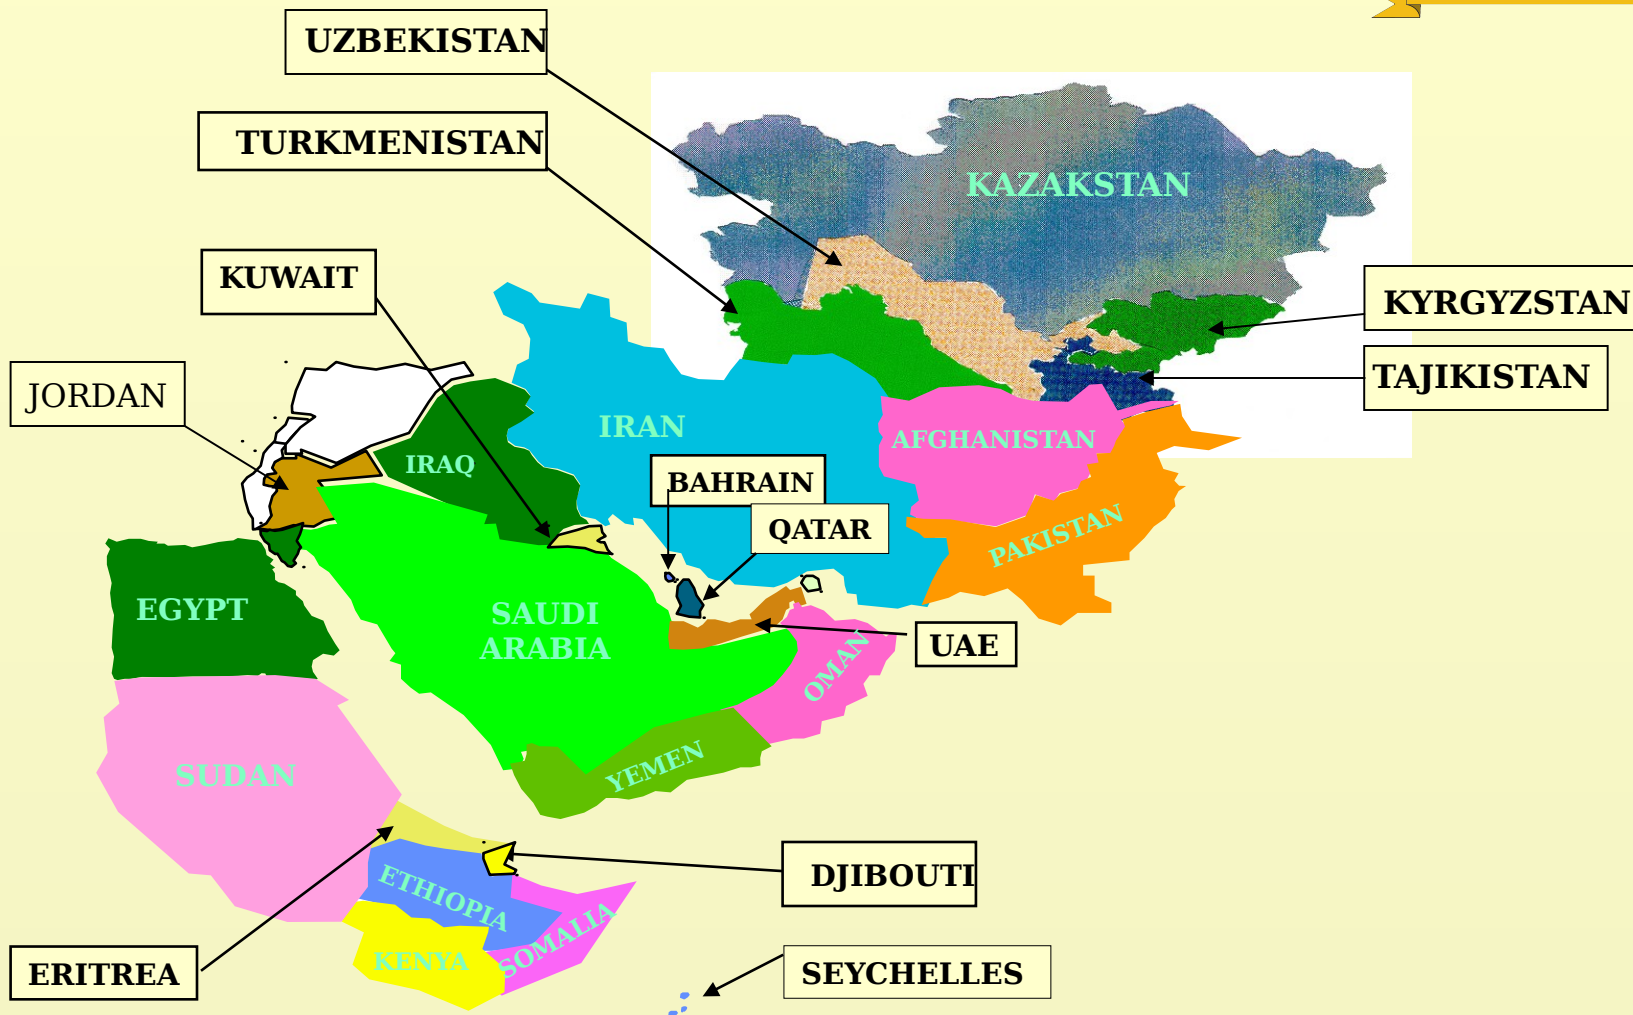 UZBEKISTAN
TURKMENISTAN
KAZAKSTAN
KUWAIT
KYRGYZSTAN
TAJIKISTAN
JORDAN
IRAN
AFGHANISTAN
IRAQ
BAHRAIN
QATAR
PAKISTAN
EGYPT
SAUDI
ARABIA
UAE
OMAN
SUDAN
YEMEN
DJIBOUTI
ETHIOPIA
SOMALIA
KENYA
ERITREA
SEYCHELLES